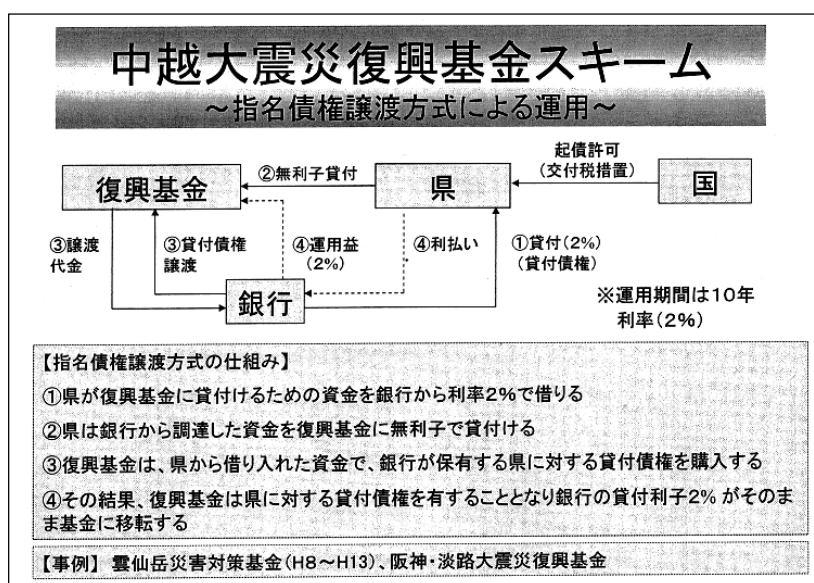 中越大震災復興基金スキーム
～指名債権譲渡方式による運用～
復興基金
②無利子貸付
県
起債許可
(交付税措置)
国
③譲渡
代金
③貸付債権
譲渡
④運用益
(2%)
④利払い
①貸付(2%)
(貸付債権)
銀行
※運用期間は10年
利率(2%)
【指名債権譲渡方式の仕組み】
①県が復興基金に貸付けるための資金を銀行から利率2%で借りる
②県は銀行から調達した資金を復興基金に無利子で貸付ける
③復興基金は、県から借り入れた資金で、銀行が保有する県に対する貸付債権を購入する
④その結果、復興基金は県に対する貸付債権を有することとなり銀行の貸付利子2% がそのま
ま基金に移転する
【事例】 雲仙岳災害対策基金(H8～H13)、阪神・淡路大震災復興基金